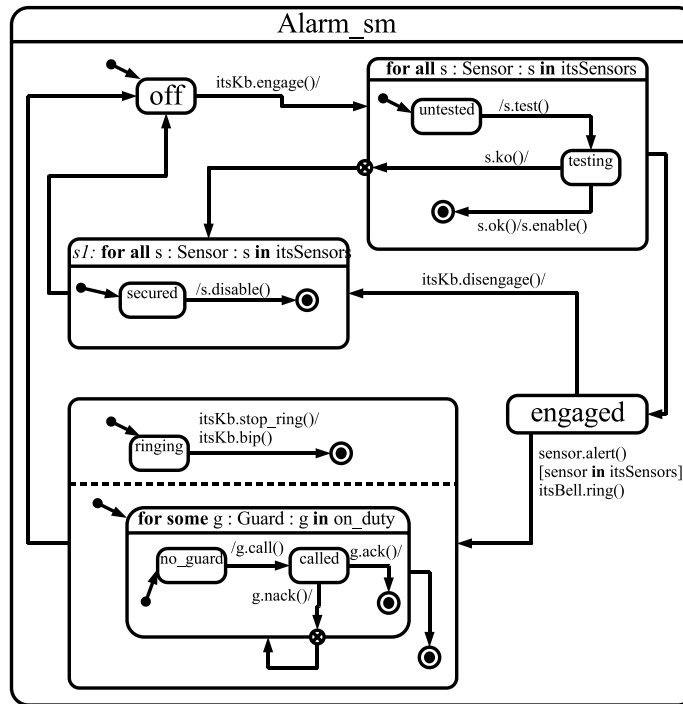 Alarm_sm
off
itsKb.engage()/
for all s : Sensor : s in itsSensors
untested
/s.test()
s.ko()/
testing
s.ok()/s.enable()
s1: for all s : Sensor : s in itsSensors
secured
/s.disable()
itsKb.disengage()/
engaged
sensor.alert()
[sensor in itsSensors]
itsBell.ring()
ringing
itsKb.stop_ring()/
itsKb.bip()
for some g : Guard : g in on_duty
no_guard
/g.call()
called
g.ack()/
g.nack()/